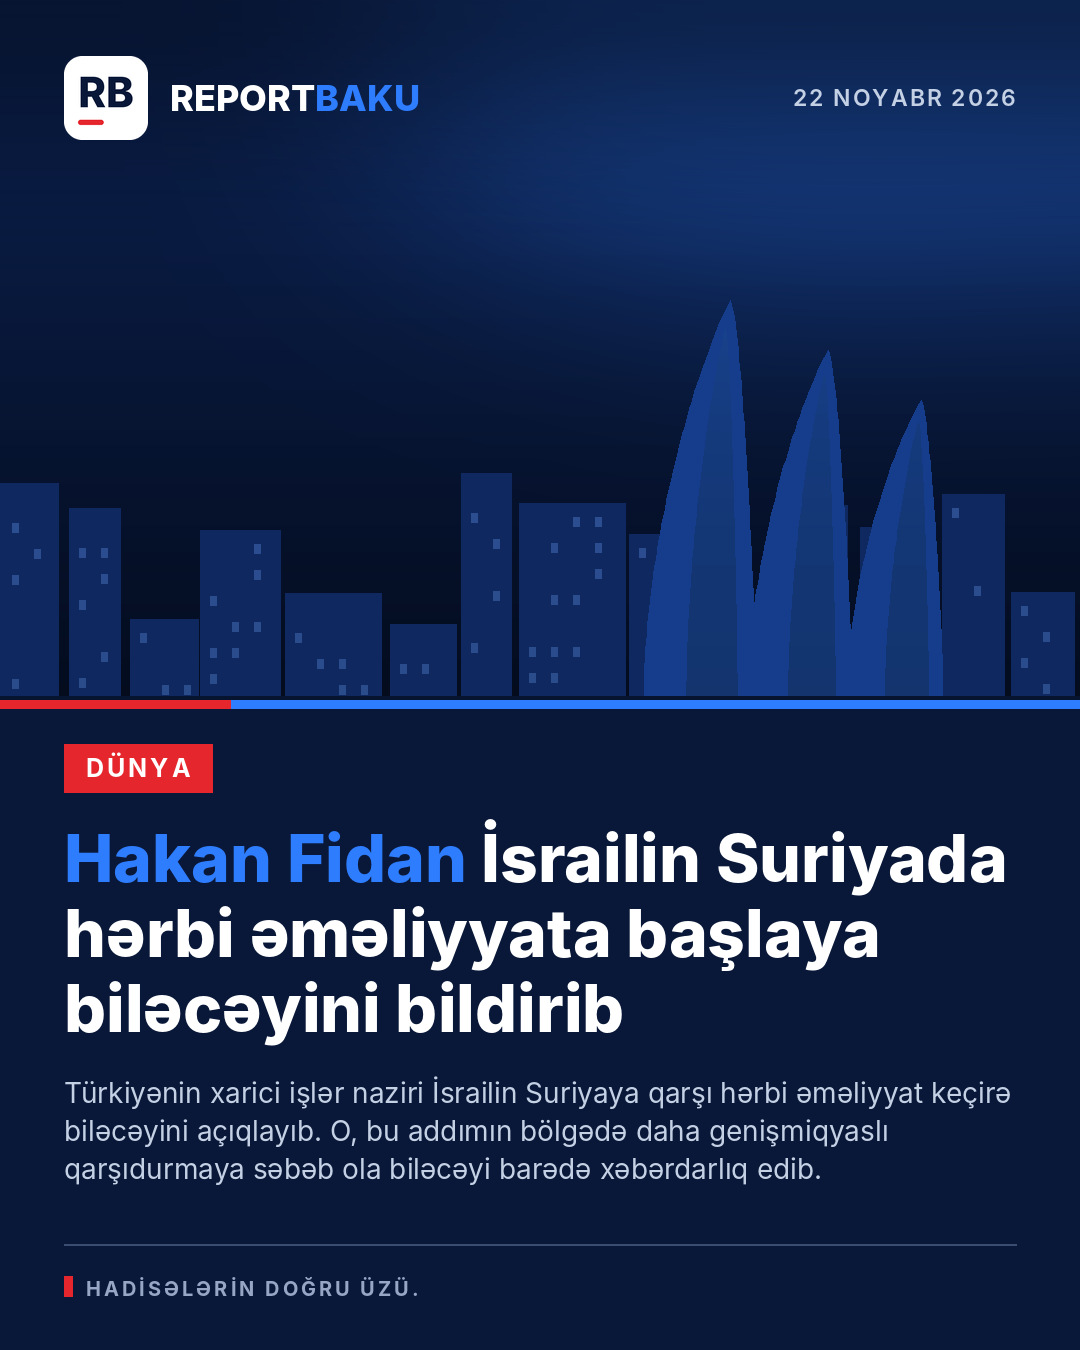 RB
REPORTBAKU
22 NOYABR 2026
DÜNYA
Hakan Fidan İsrailin Suriyada
hərbi əməliyyata başlaya
biləcəyini bildirib
Türkiyənin xarici işlər naziri İsrailin Suriyaya qarşı hərbi əməliyyat keçirə
biləcəyini açıqlayıb. O, bu addımın bölgədə daha genişmiqyaslı
qarşıdurmaya səbəb ola biləcəyi barədə xəbərdarlıq edib.
HADİSƏLƏRİN DOĞRU ÜZÜ.